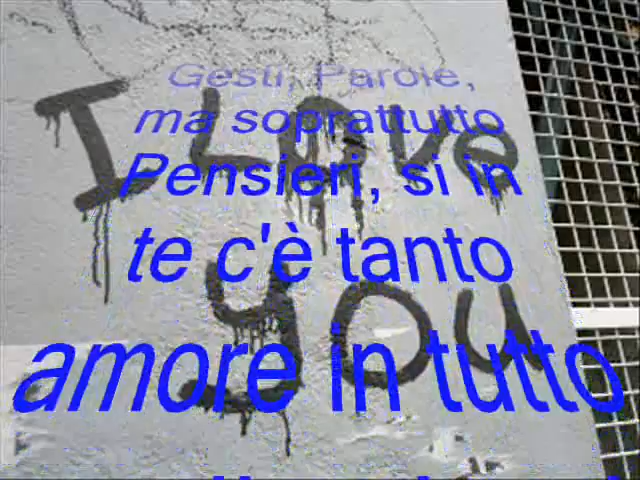 Gesti, Parole,
ma soprattutto
Pensieri, si in
te c'è tanto
amore in tutto
I Love
you